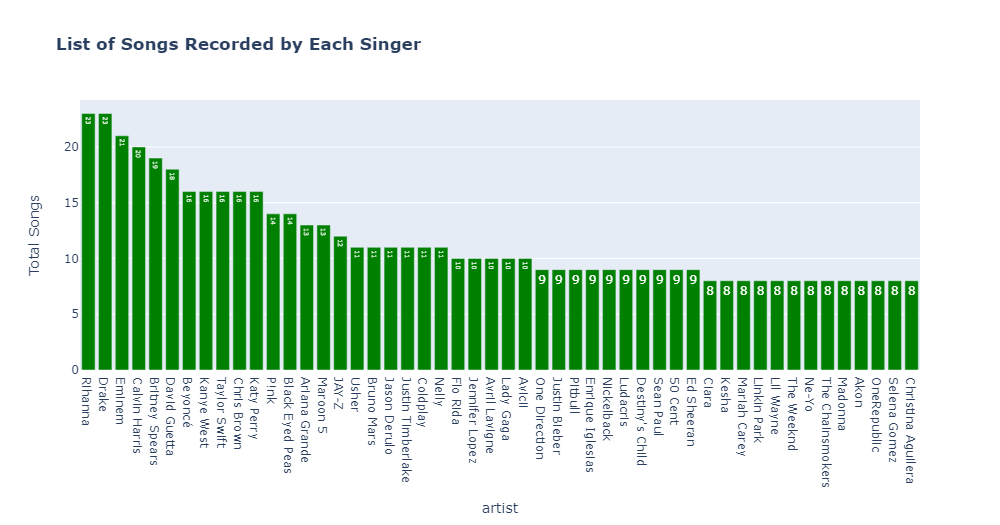 List of Songs Recorded by Each Singer
Total Songs
20
15
10
5
0
23
23
21
20
19
18
16
16
16
16
16
14
14
13
13
12
11
11
11
11
11
11
10
10
10
10
10
9
9
9
9
9
9
9
9
9
9
8
8
8
8
8
8
8
8
8
8
8
8
8
Rihanna
Drake
Eminem
Calvin Harris
Britney Spears
David Guetta
Beyoncé
Kanye West
Taylor Swift
Chris Brown
Katy Perry
P!nk
Black Eyed Peas
Ariana Grande
Maroon 5
JAY-Z
Usher
Bruno Mars
Jason Derulo
Justin Timberlake
Coldplay
Nelly
Flo Rida
Jennifer Lopez
Avril Lavigne
Lady Gaga
Avicii
One Direction
Justin Bieber
Pitbull
Enrique Iglesias
Nickelback
Ludacris
Destiny's Child
Sean Paul
50 Cent
Ed Sheeran
Ciara
Kesha
Mariah Carey
Linkin Park
Lil Wayne
The Weeknd
Ne-Yo
The Chainsmokers
Madonna
Akon
OneRepublic
Selena Gomez
Christina Aguilera
artist